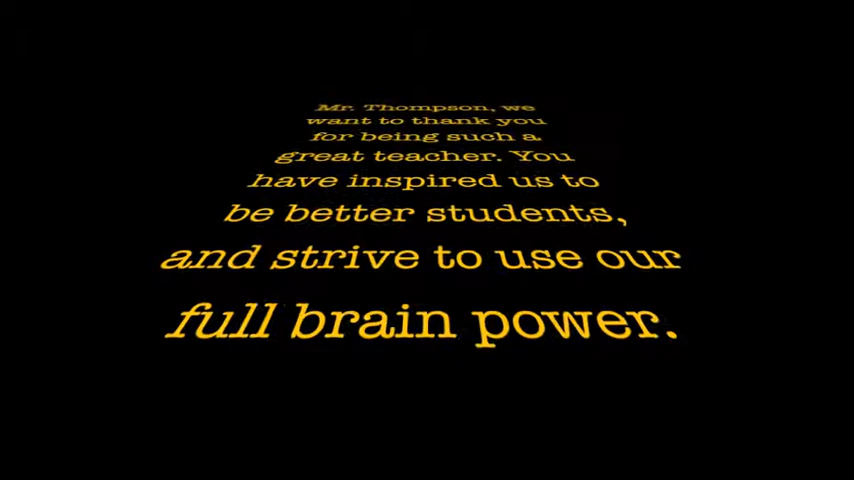 Mr. Thompson, we
want to thank you
for being such a
great teacher. You
have inspired us to
be better students,
and strive to use our
full brain power.